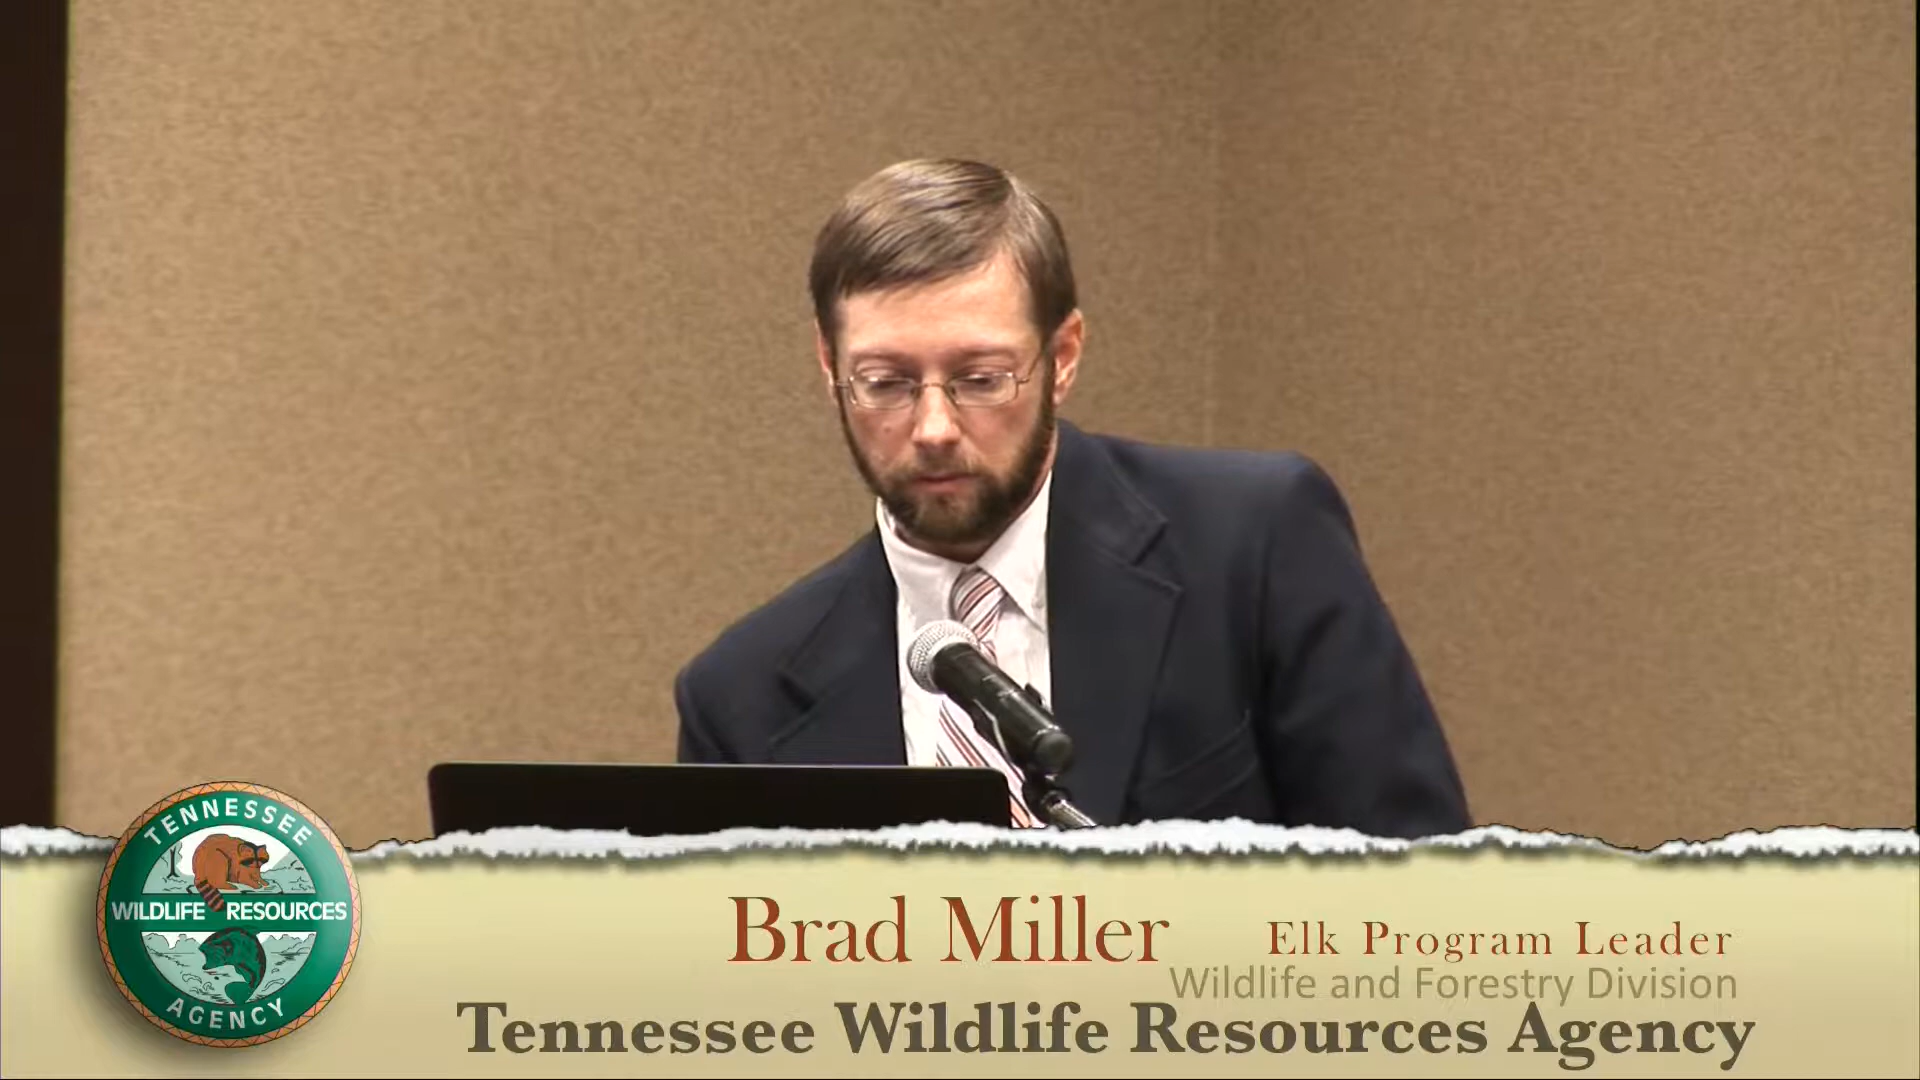 TENNESSEE
WILDLIFE RESOURCES
AGENCY
Brad Miller
Elk Program Leader
Wildlife and Forestry Division
Tennessee Wildlife Resources Agency